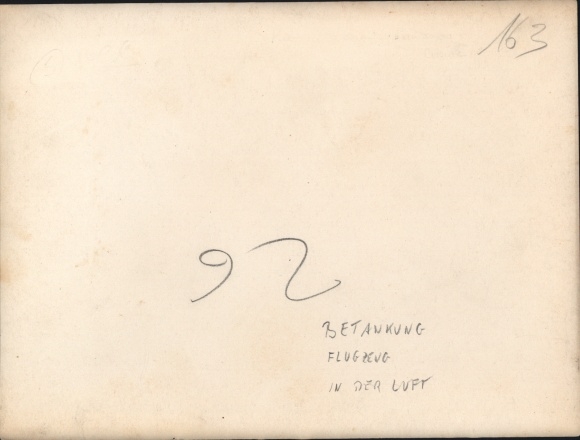 163
92
BETANKUNG
FLUGZEUG
IN DER LUFT